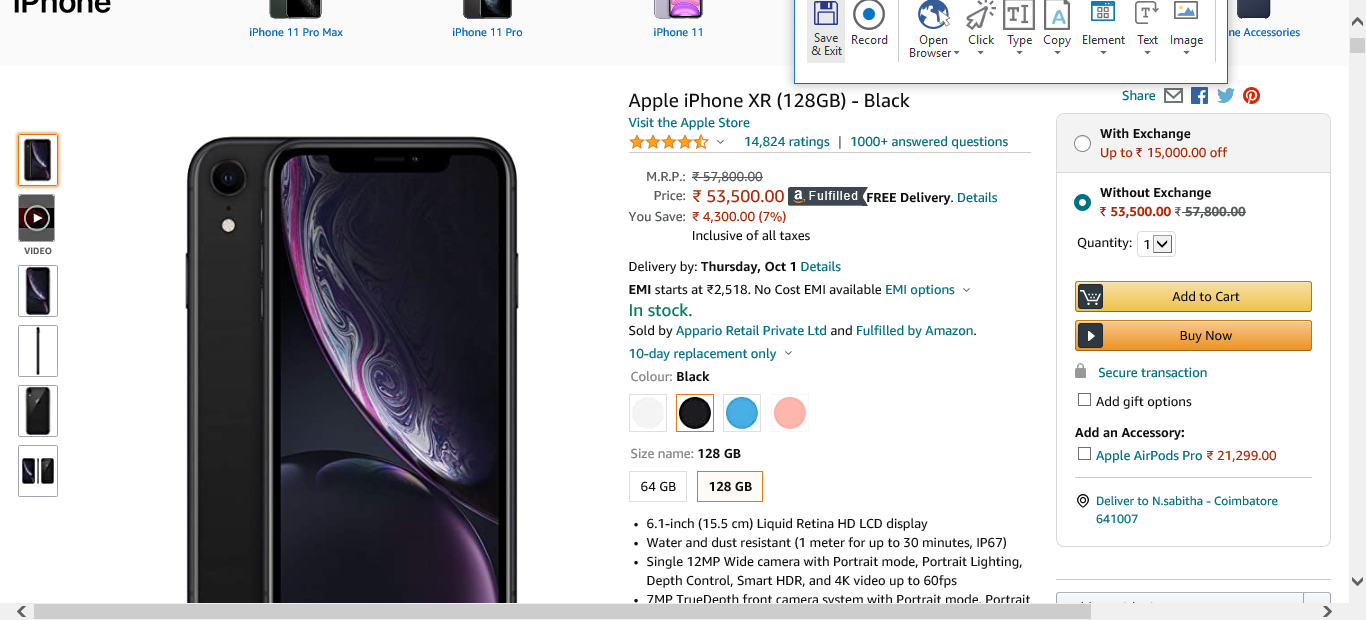 iPhone
iPhone 11 Pro Max
iPhone 11 Pro
iPhone 11
ne Accessories
Save
& Exit
Record
Open
Browser
Click
Type
Copy
Element
Text
Image
VIDEO
Apple iPhone XR (128GB) - Black
Visit the Apple Store
14,824 ratings | 1000+ answered questions
M.R.P.: ₹ 57,800.00
Price: ₹ 53,500.00 a Fulfilled FREE Delivery. Details
You Save: ₹ 4,300.00 (7%)
Inclusive of all taxes
Delivery by: Thursday, Oct 1 Details
EMI starts at ₹2,518. No Cost EMI available EMI options
In stock.
Sold by Appario Retail Private Ltd and Fulfilled by Amazon.
10-day replacement only
Colour: Black
Size name: 128 GB
64 GB
128 GB
• 6.1-inch (15.5 cm) Liquid Retina HD LCD display
• Water and dust resistant (1 meter for up to 30 minutes, IP67)
• Single 12MP Wide camera with Portrait mode, Portrait Lighting,
Depth Control, Smart HDR, and 4K video up to 60fps
• 7MP TrueDepth front camera system with Portrait mode, Portrait
Share
With Exchange
Up to ₹ 15,000.00 off
Without Exchange
₹ 53,500.00 ₹ 57,800.00
Quantity: 1
Add to Cart
Buy Now
Secure transaction
Add gift options
Add an Accessory:
Apple AirPods Pro ₹ 21,299.00
Deliver to N.sabitha - Coimbatore
641007